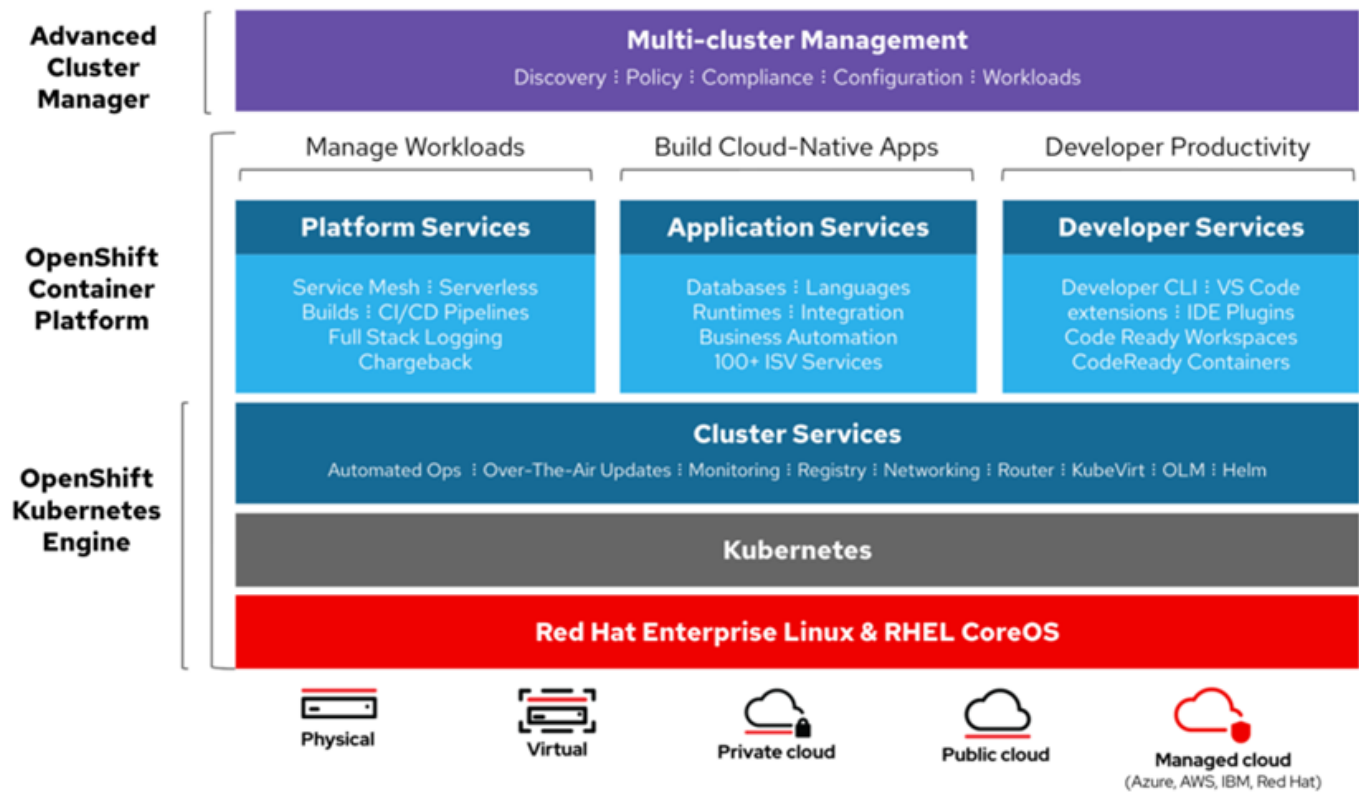 Advanced
Cluster
Manager
Multi-cluster Management
Discovery ⁝ Policy ⁝ Compliance ⁝ Configuration ⁝ Workloads
OpenShift
Container
Platform
Manage Workloads
Platform Services
Service Mesh ⁝ Serverless
Builds ⁝ CI/CD Pipelines
Full Stack Logging
Chargeback
Build Cloud-Native Apps
Application Services
Databases ⁝ Languages
Runtimes ⁝ Integration
Business Automation
100+ ISV Services
Developer Productivity
Developer Services
Developer CLI ⁝ VS Code
extensions ⁝ IDE Plugins
Code Ready Workspaces
CodeReady Containers
OpenShift
Kubernetes
Engine
Cluster Services
Automated Ops ⁝ Over-The-Air Updates ⁝ Monitoring ⁝ Registry ⁝ Networking ⁝ Router ⁝ KubeVirt ⁝ OLM ⁝ Helm
Kubernetes
Red Hat Enterprise Linux & RHEL CoreOS
Physical
Virtual
Private cloud
Public cloud
Managed cloud
(Azure, AWS, IBM, Red Hat)